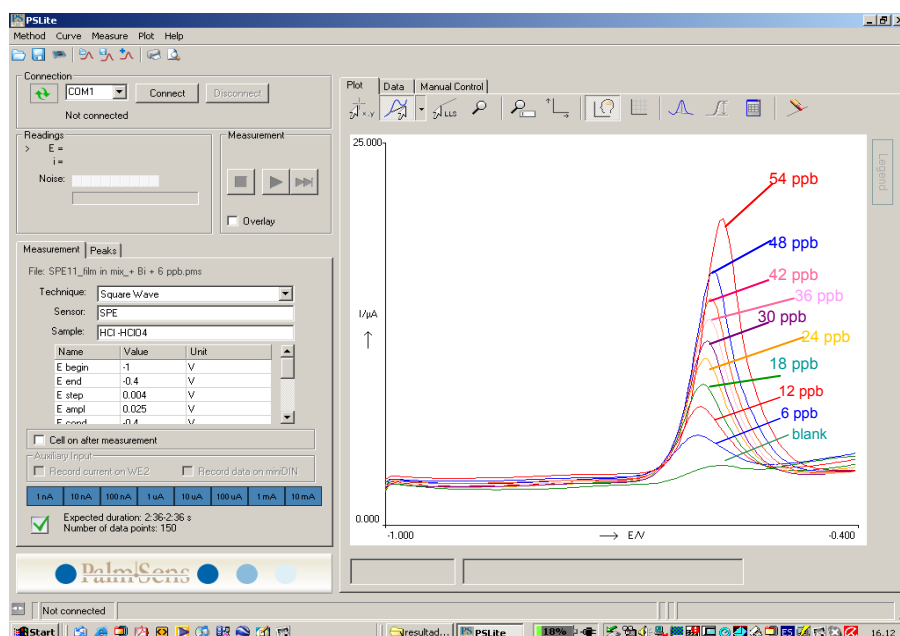 PSLite
Method Curve Measure Plot Help
Connection
COM1 Connect Disconnect
Not connected
Readings
> E =
i =
Noise:
Measurement
Overlay
Measurement Peaks
File: SPE11_film in mix_+ Bi + 6 ppb.pms
Technique: Square Wave
Sensor: SPE
Sample: HCl -HClO4
Name Value Unit
E begin -1 V
E end -0.4 V
E step 0.004 V
E ampl 0.025 V
E cond -0.4 V
Cell on after measurement
Auxiliary Input
Record current on WE2 Record data on miniDIN
1 nA 10 nA 100 nA 1 uA 10 uA 100 uA 1 mA 10 mA
Expected duration: 2:36-2:36 s
Number of data points: 150
PalmSens
Plot Data Manual Control
x,y LLS
Legend
25.000
I/µA
0.000
-1.000 E/V -0.400
54 ppb
48 ppb
42 ppb
36 ppb
30 ppb
24 ppb
18 ppb
12 ppb
6 ppb
blank
Not connected
Start resultad... PSLite 18% ES 16.12